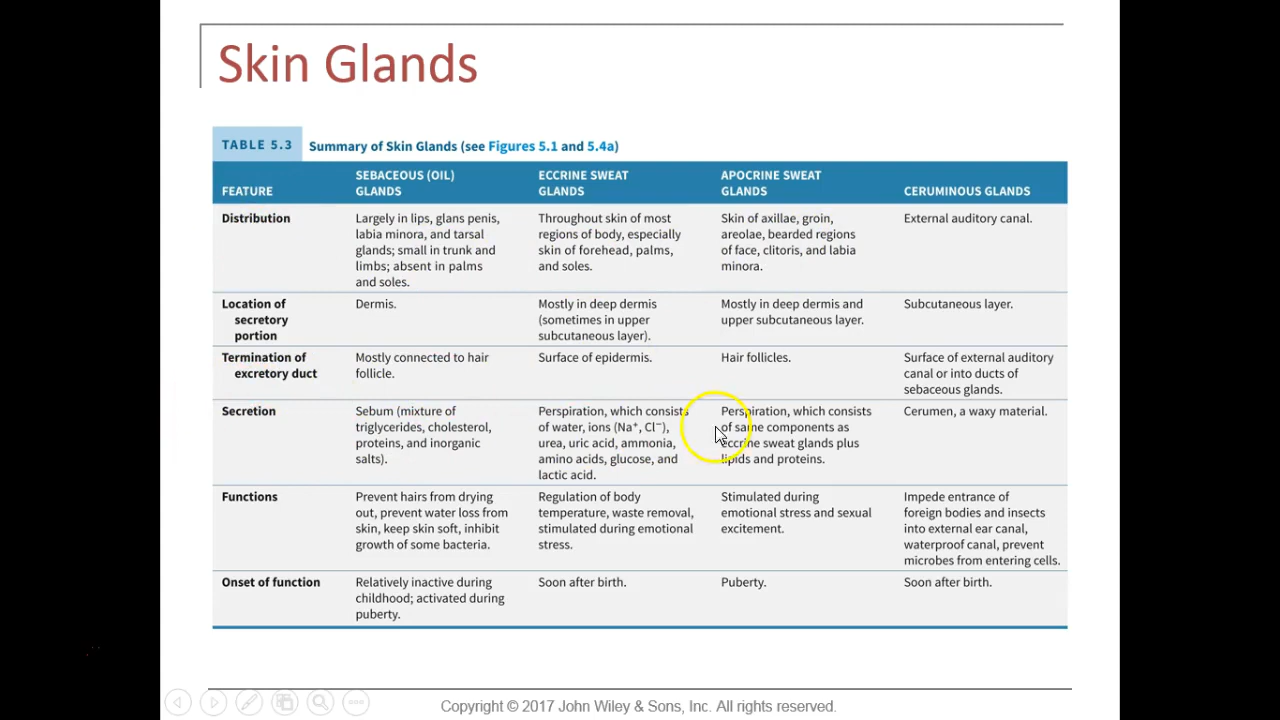 Skin Glands
TABLE 5.3 Summary of Skin Glands (see Figures 5.1 and 5.4a)
FEATURE
SEBACEOUS (OIL)
GLANDS
ECCRINE SWEAT
GLANDS
APOCRINE SWEAT
GLANDS
CERUMINOUS GLANDS
Distribution
Largely in lips, glans penis,
labia minora, and tarsal
glands; small in trunk and
limbs; absent in palms
and soles.
Throughout skin of most
regions of body, especially
skin of forehead, palms,
and soles.
Skin of axillae, groin,
areolae, bearded regions
of face, clitoris, and labia
minora.
External auditory canal.
Location of
secretory
portion
Dermis.
Mostly in deep dermis
(sometimes in upper
subcutaneous layer).
Mostly in deep dermis and
upper subcutaneous layer.
Subcutaneous layer.
Termination of
excretory duct
Mostly connected to hair
follicle.
Surface of epidermis.
Hair follicles.
Surface of external auditory
canal or into ducts of
sebaceous glands.
Secretion
Sebum (mixture of
triglycerides, cholesterol,
proteins, and inorganic
salts).
Perspiration, which consists
of water, ions (Na⁺, Cl⁻),
urea, uric acid, ammonia,
amino acids, glucose, and
lactic acid.
Perspiration, which consists
of same components as
eccrine sweat glands plus
lipids and proteins.
Cerumen, a waxy material.
Functions
Prevent hairs from drying
out, prevent water loss from
skin, keep skin soft, inhibit
growth of some bacteria.
Regulation of body
temperature, waste removal,
stimulated during emotional
stress.
Stimulated during
emotional stress and sexual
excitement.
Impede entrance of
foreign bodies and insects
into external ear canal,
waterproof canal, prevent
microbes from entering cells.
Onset of function
Relatively inactive during
childhood; activated during
puberty.
Soon after birth.
Puberty.
Soon after birth.
Copyright © 2017 John Wiley & Sons, Inc. All rights reserved.